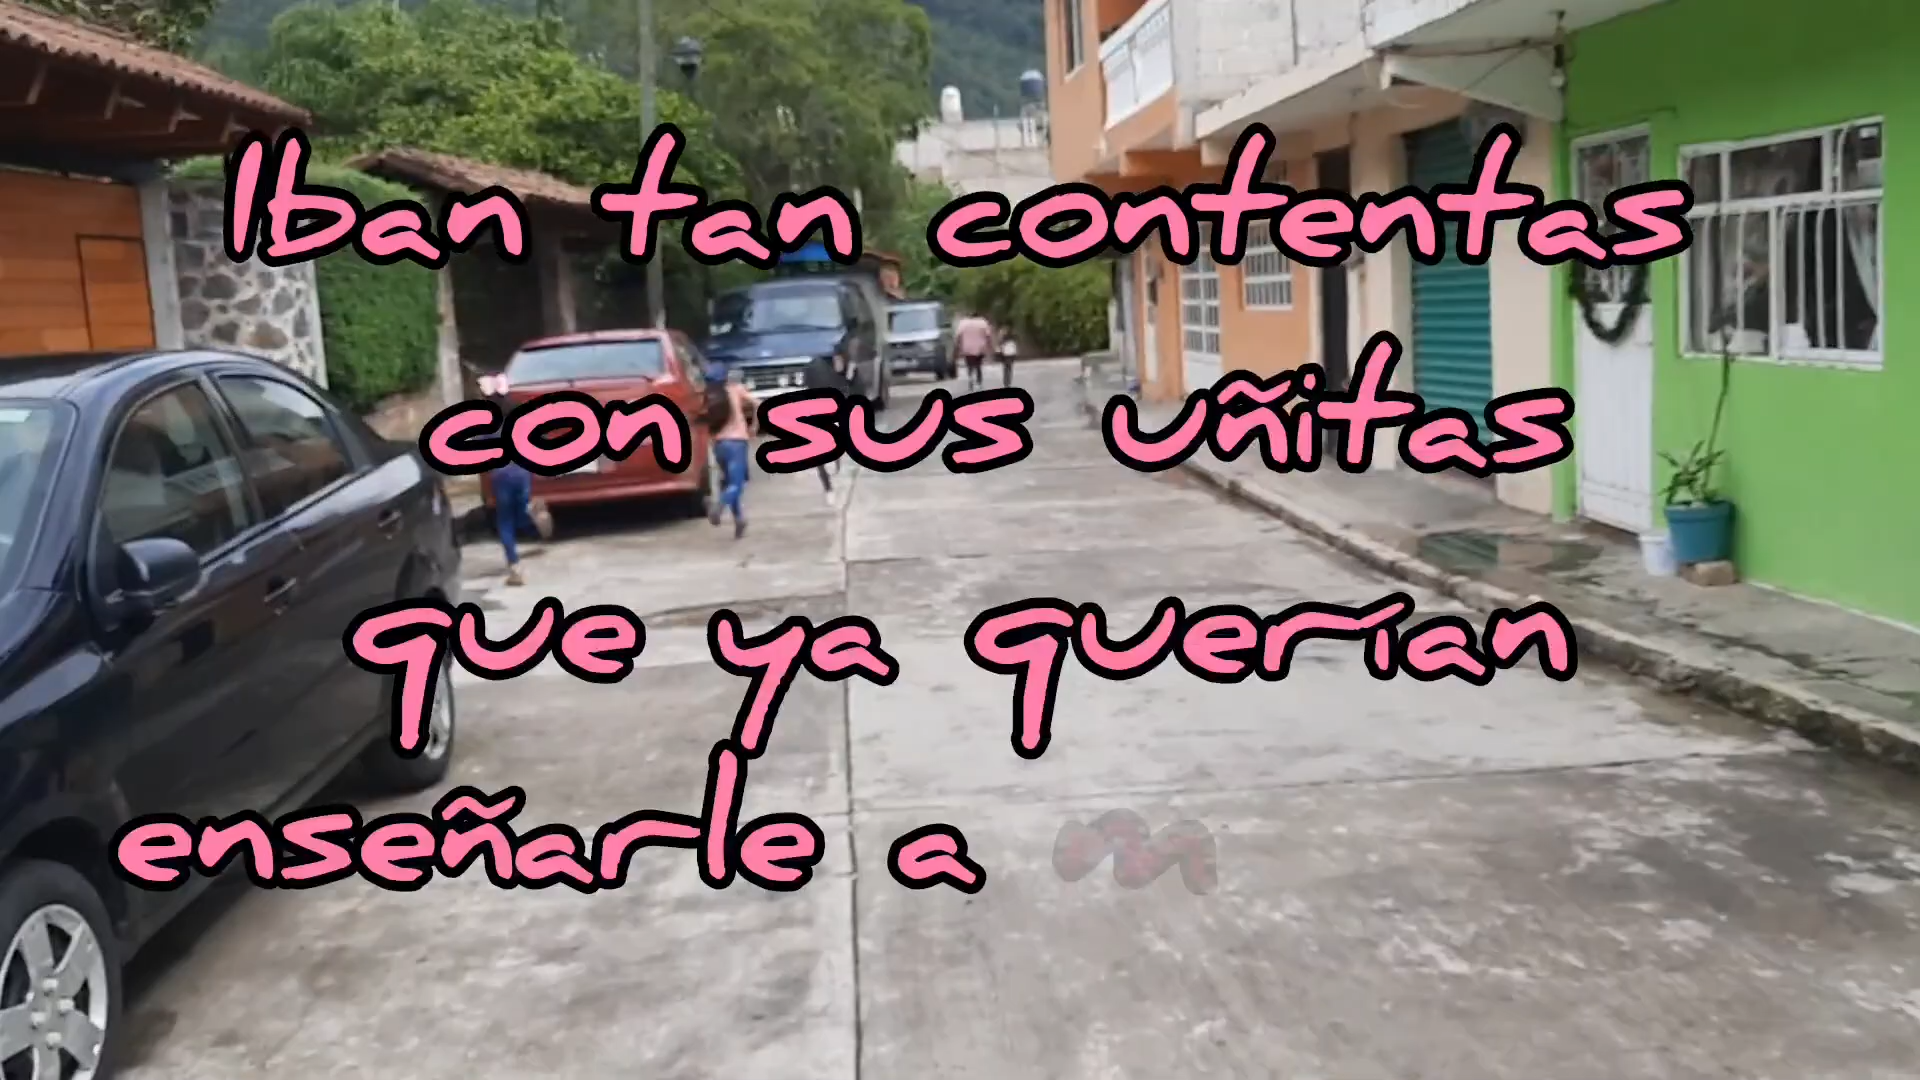 Iban tan contentas
con sus uñitas
que ya querían
enseñarle a